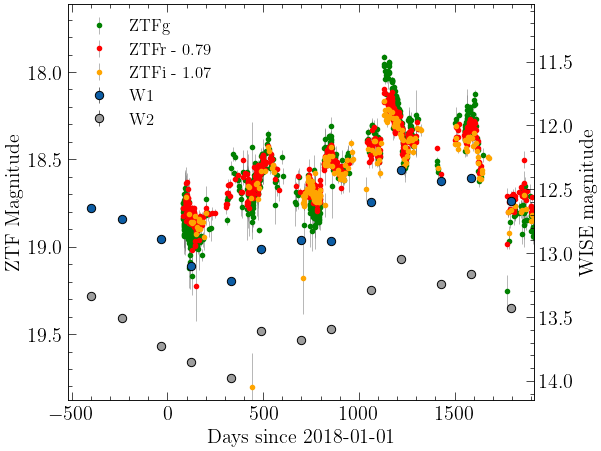 ZTFg
ZTFr - 0.79
ZTFi - 1.07
W1
W2
18.0
18.5
19.0
19.5
ZTF Magnitude
11.5
12.0
12.5
13.0
13.5
14.0
WISE magnitude
−500
0
500
1000
1500
Days since 2018-01-01